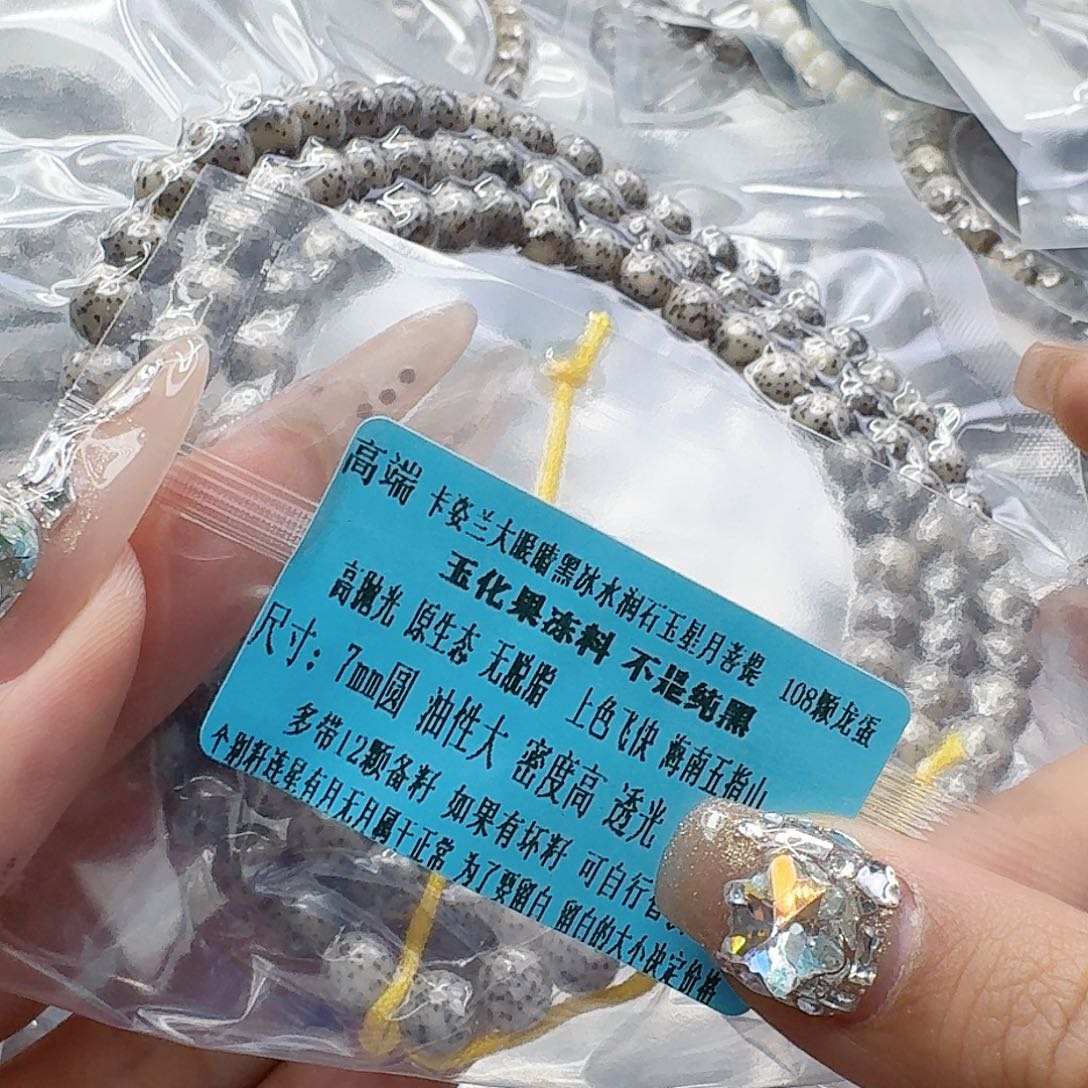 高端 卡姿兰大眼睛黑冰水润石玉星月菩提 108颗龙蛋
玉化果冻料 不是纯黑
高抛光 原生态 无脱脂 上色飞快 海南五指山
尺寸：7mm圆 油性大 密度高 透光
多带12颗备籽 如果有坏籽 可自行
个别籽连星有月无月属于正常 为了要留白 留白的大小决定价格